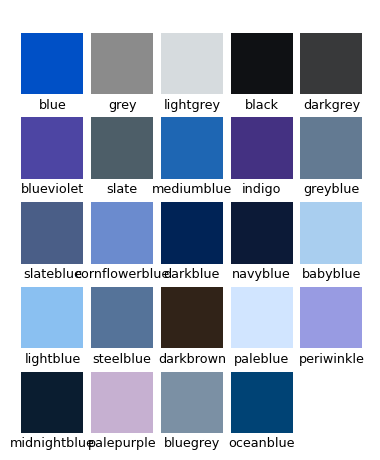 blue grey lightgrey black darkgrey
blueviolet slate mediumblue indigo greyblue
slateblue cornflowerblue darkblue navyblue babyblue
lightblue steelblue darkbrown paleblue periwinkle
midnightblue palepurple bluegrey oceanblue